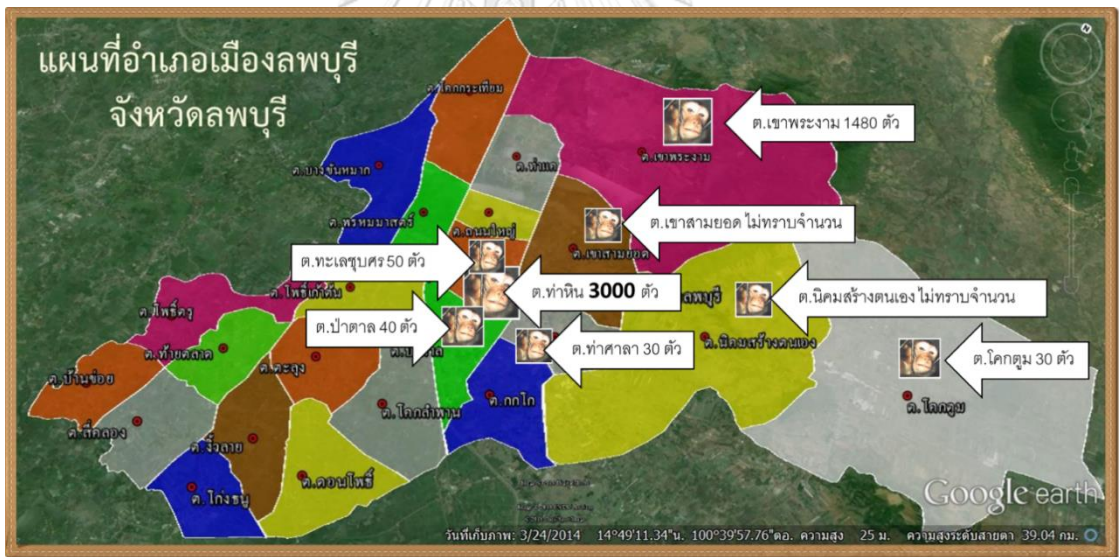 แผนที่อำเภอเมืองลพบุรี
จังหวัดลพบุรี
ต.โคกกระเทียม
ต.เขาพระงาม 1480 ตัว
ต.ท่าแค
ต.เขาพระงาม
ต.บางขันหมาก
ต.พรหมมาสตร์
ต.ถนนใหญ่
ต.เขาสามยอด ไม่ทราบจำนวน
ต.เขาสามยอด
ต.ทะเลชุบศร 50 ตัว
ต.ท่าหิน 3000 ตัว
ลพบุรี
ต.นิคมสร้างตนเอง ไม่ทราบจำนวน
ต.โพธิ์เก้าต้น
ต.โพธิ์ตรุ
ต.ป่าตาล 40 ตัว
ต.ท่าศาลา 30 ตัว
ต.นิคมสร้างตนเอง
ต.โคกตูม 30 ตัว
ต.ท้ายตลาด
ต.ตะลุง
ต.บ้านข่อย
ต.กกโก
ต.โคกลำพาน
ต.โคกตูม
ต.สี่คลอง
ต.งิ้วลาย
ต.ดอนโพธิ์
ต.โก่งธนู
Google earth
วันที่เก็บภาพ: 3/24/2014 14°49'11.34"น. 100°39'57.76"ตอ. ความสูง 25 ม. ความสูงระดับสายตา 39.04 กม.